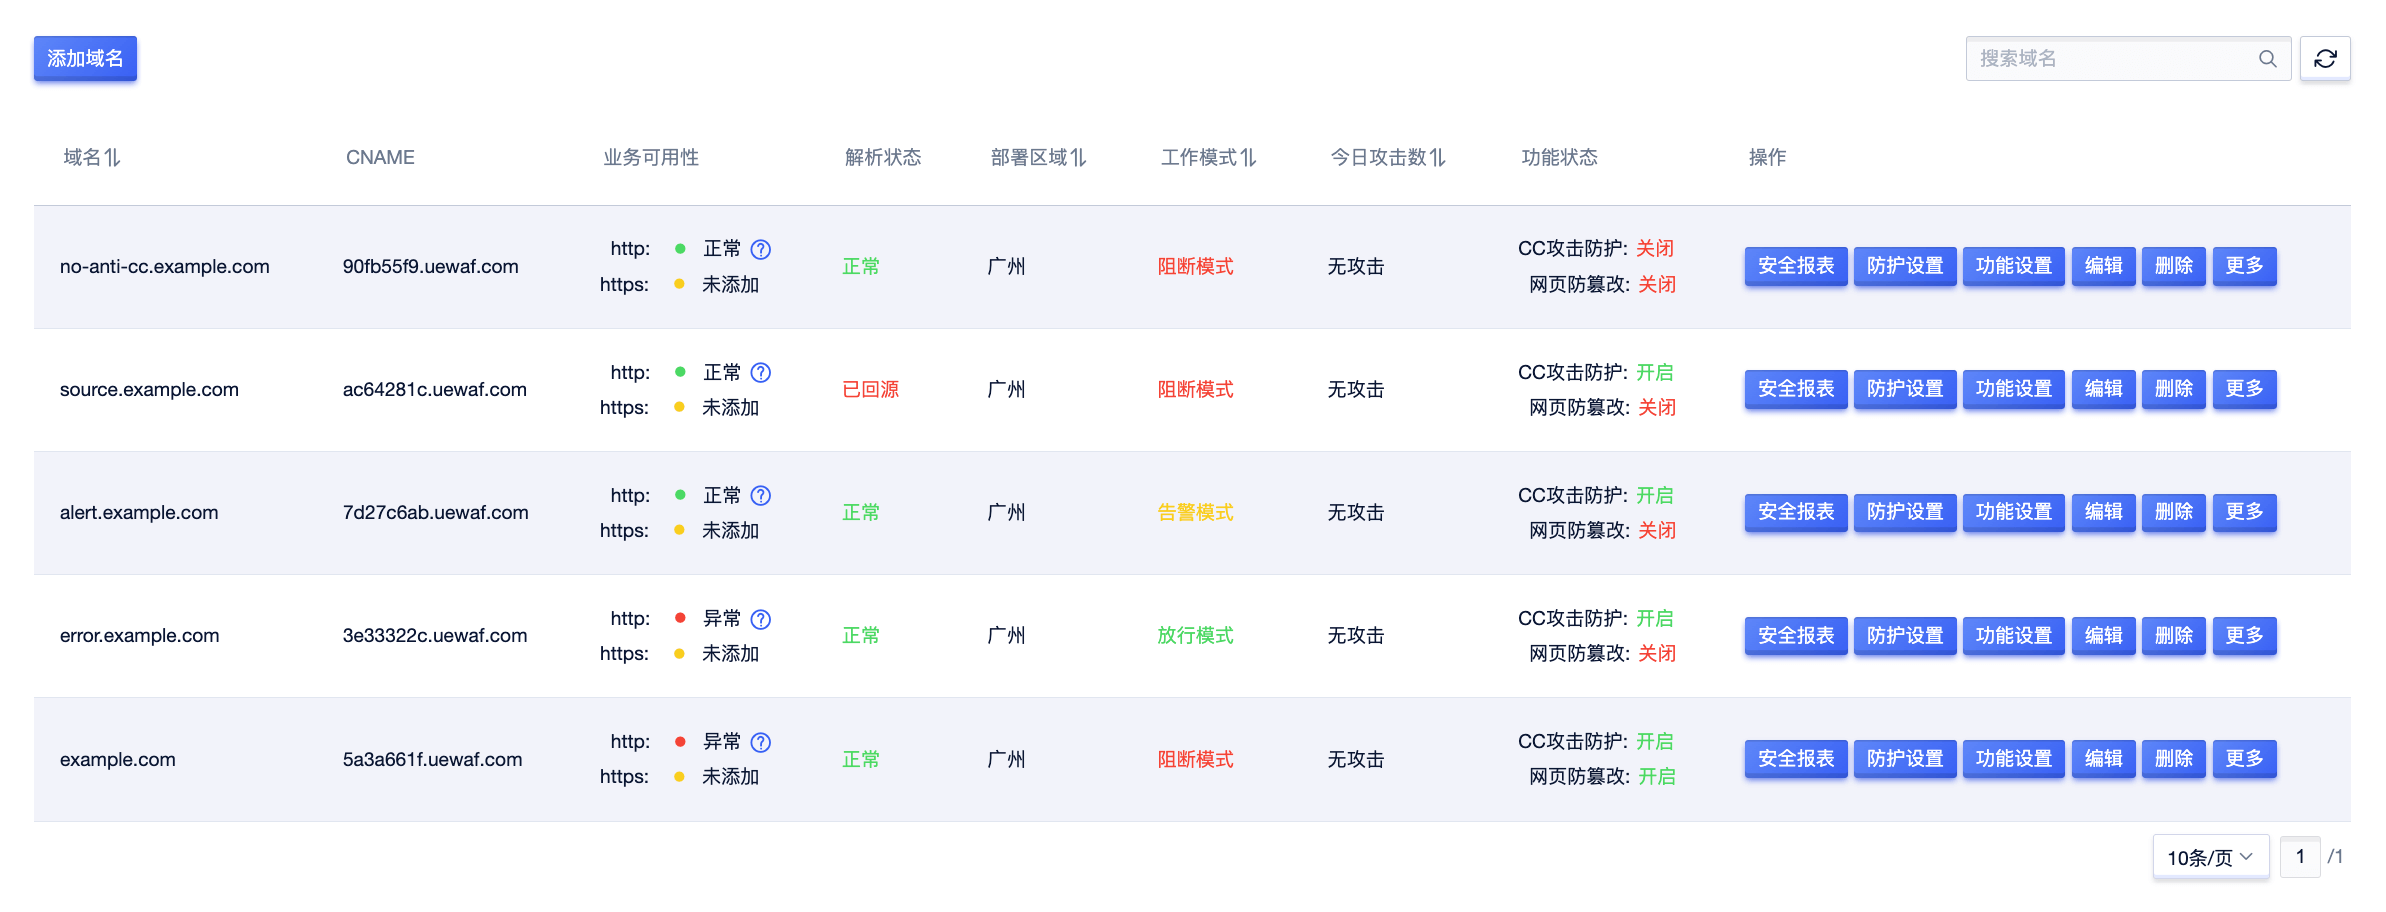 添加域名
搜索域名
域名 CNAME 业务可用性 解析状态 部署区域 工作模式 今日攻击数 功能状态 操作
no-anti-cc.example.com 90fb55f9.uewaf.com http: 正常 https: 未添加 正常 广州 阻断模式 无攻击 CC攻击防护: 关闭 网页防篡改: 关闭 安全报表 防护设置 功能设置 编辑 删除 更多
source.example.com ac64281c.uewaf.com http: 正常 https: 未添加 已回源 广州 阻断模式 无攻击 CC攻击防护: 开启 网页防篡改: 关闭 安全报表 防护设置 功能设置 编辑 删除 更多
alert.example.com 7d27c6ab.uewaf.com http: 正常 https: 未添加 正常 广州 告警模式 无攻击 CC攻击防护: 开启 网页防篡改: 关闭 安全报表 防护设置 功能设置 编辑 删除 更多
error.example.com 3e33322c.uewaf.com http: 异常 https: 未添加 正常 广州 放行模式 无攻击 CC攻击防护: 开启 网页防篡改: 关闭 安全报表 防护设置 功能设置 编辑 删除 更多
example.com 5a3a661f.uewaf.com http: 异常 https: 未添加 正常 广州 阻断模式 无攻击 CC攻击防护: 开启 网页防篡改: 开启 安全报表 防护设置 功能设置 编辑 删除 更多
10条/页 1 /1